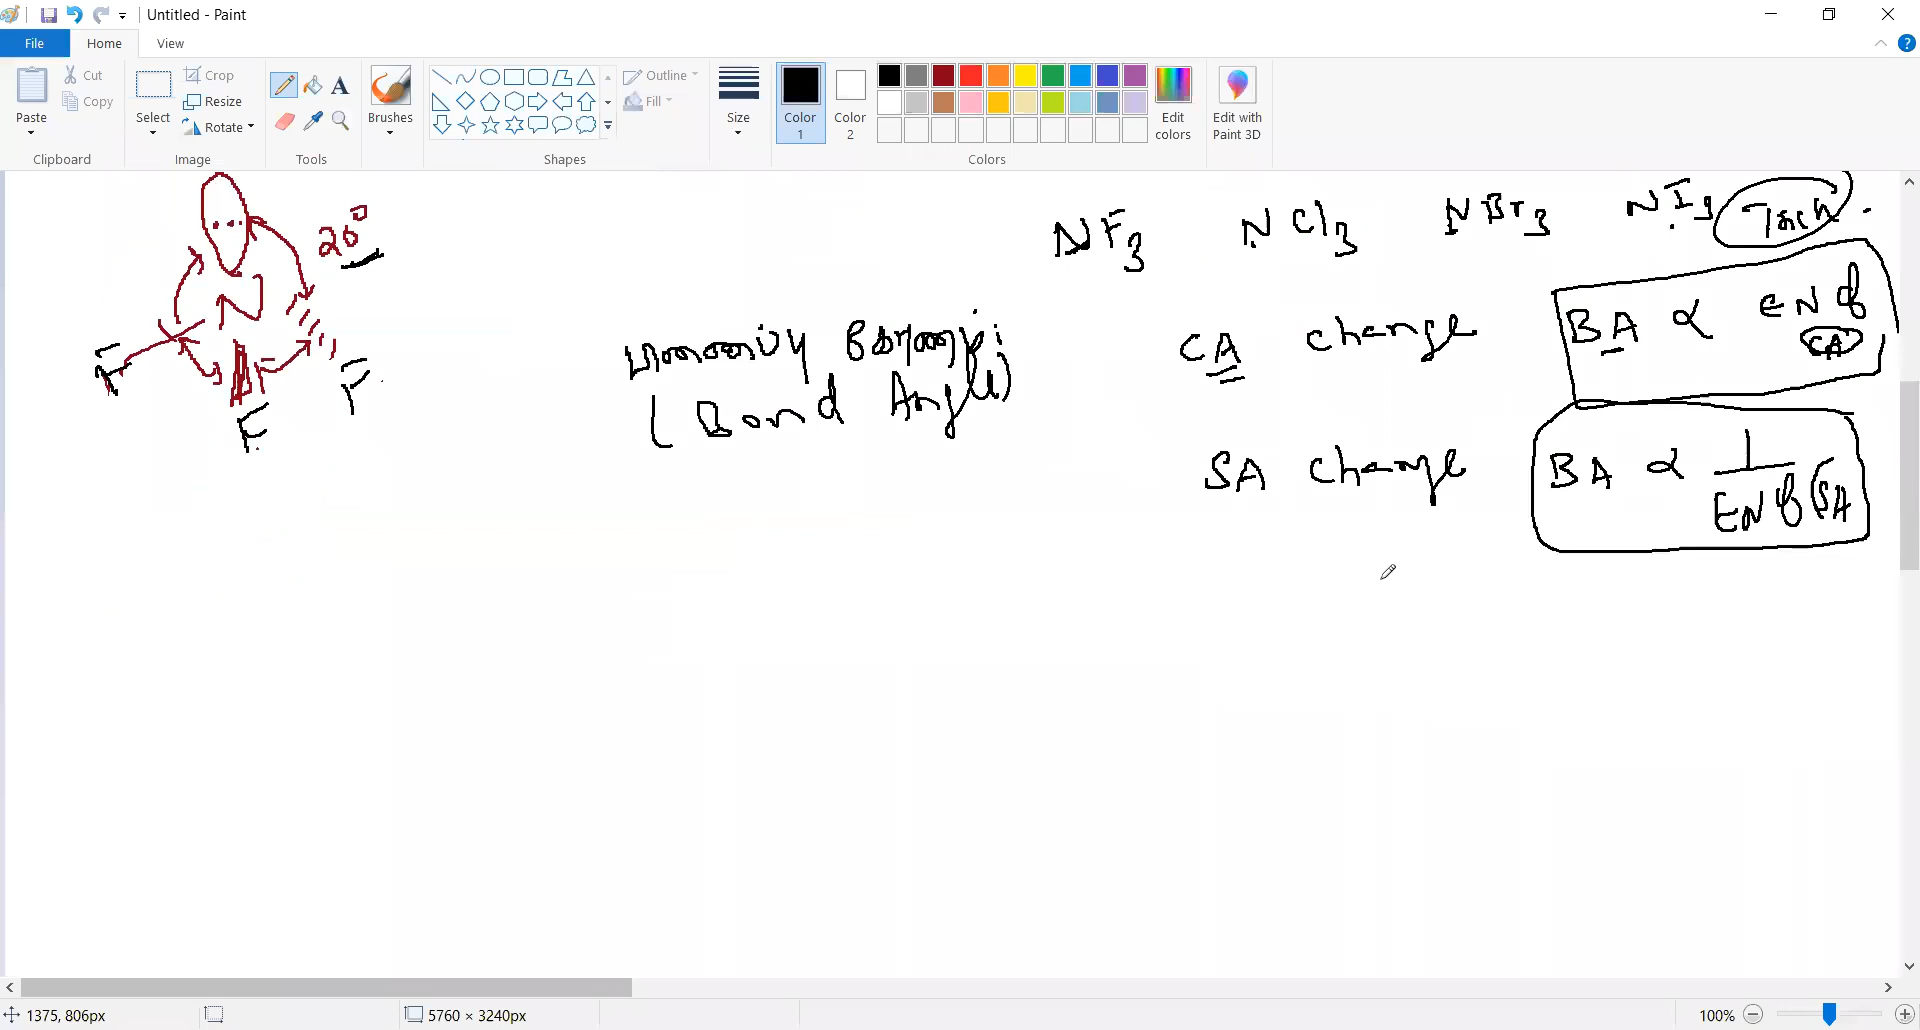 Untitled - Paint
File
Home
View
Paste
Cut
Copy
Clipboard
Select
Crop
Resize
Rotate
Image
Tools
Brushes
Outline
Fill
Shapes
Size
Color 1
Color 2
Edit colors
Edit with Paint 3D
Colors
20°
N
F
F
F
NF3 NCl3 NBr3 NI3 Trick
(Bond Angle)
CA change BA α EN of CA
SA change BA α 1/EN of SA
1375, 806px
5760 × 3240px
100%